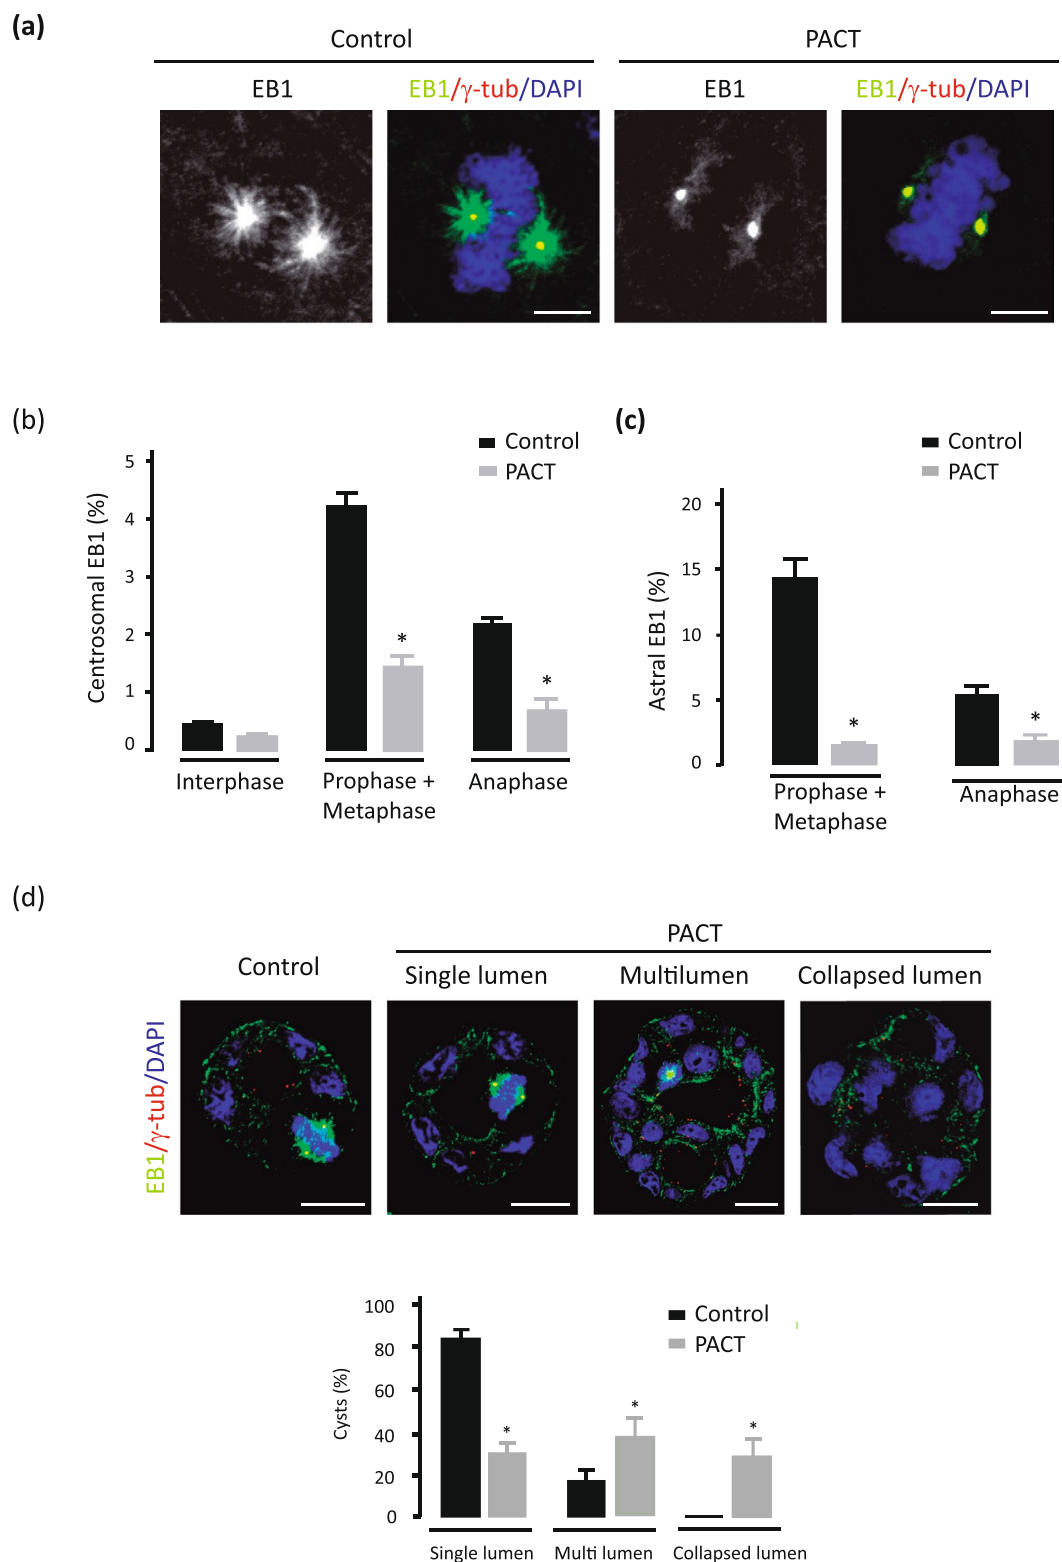 (a)
Control
PACT
EB1
EB1/γ-tub/DAPI
EB1
EB1/γ-tub/DAPI
(b)
Control
PACT
Centrosomal EB1 (%)
5
4
3
2
1
0
*
*
Interphase
Prophase +
Metaphase
Anaphase
(c)
Control
PACT
Astral EB1 (%)
20
15
10
5
0
*
*
Prophase +
Metaphase
Anaphase
(d)
PACT
Control
Single lumen
Multilumen
Collapsed lumen
EB1/γ-tub/DAPI
Control
PACT
Cysts (%)
100
80
60
40
20
0
*
*
*
Single lumen
Multi lumen
Collapsed lumen